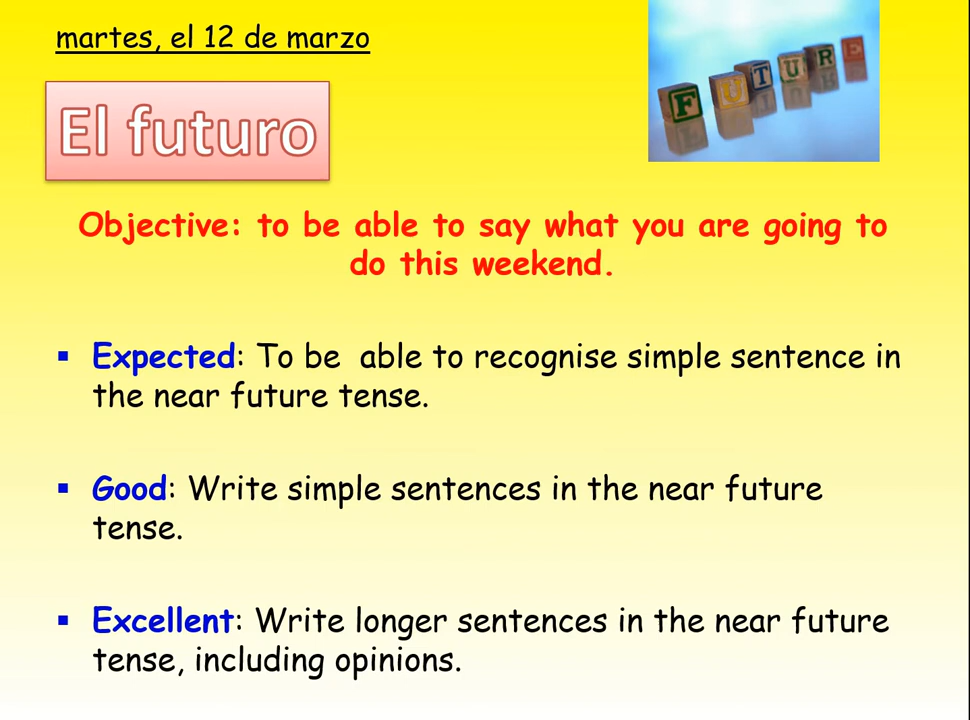 martes, el 12 de marzo
FUTURE
El futuro
Objective: to be able to say what you are going to
do this weekend.
▪ Expected: To be  able to recognise simple sentence in
the near future tense.
▪ Good: Write simple sentences in the near future
tense.
▪ Excellent: Write longer sentences in the near future
tense, including opinions.